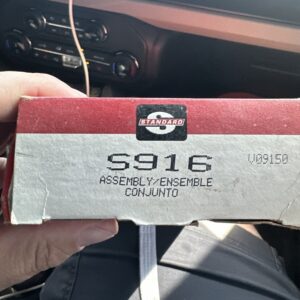 STANDARD
S916
V09150
ASSEMBLY/ENSEMBLE
CONJUNTO